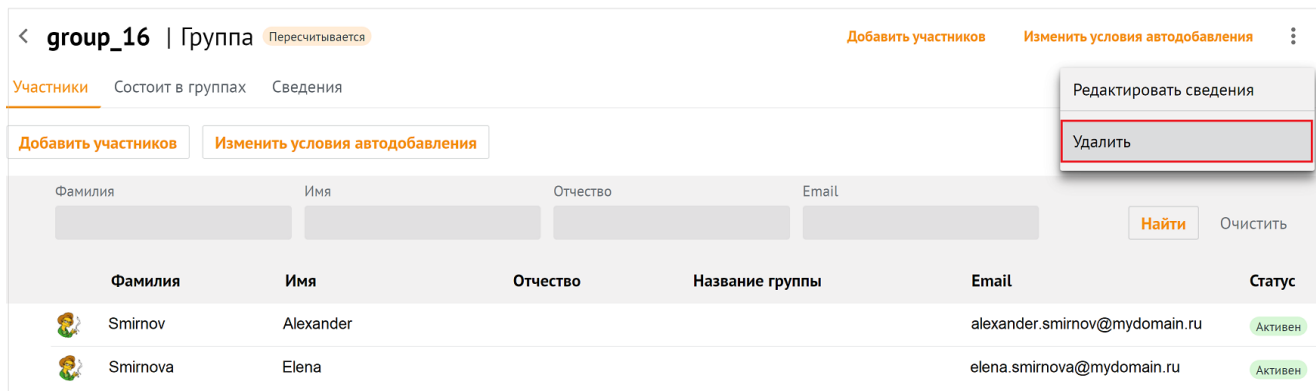 group_16 | Группа Пересчитывается Добавить участников Изменить условия автодобавления
Участники Состоит в группах Сведения
Редактировать сведения
Удалить
Добавить участников Изменить условия автодобавления
Фамилия Имя Отчество Email
Найти Очистить
Фамилия Имя Отчество Название группы Email Статус
Smirnov Alexander alexander.smirnov@mydomain.ru Активен
Smirnova Elena elena.smirnova@mydomain.ru Активен